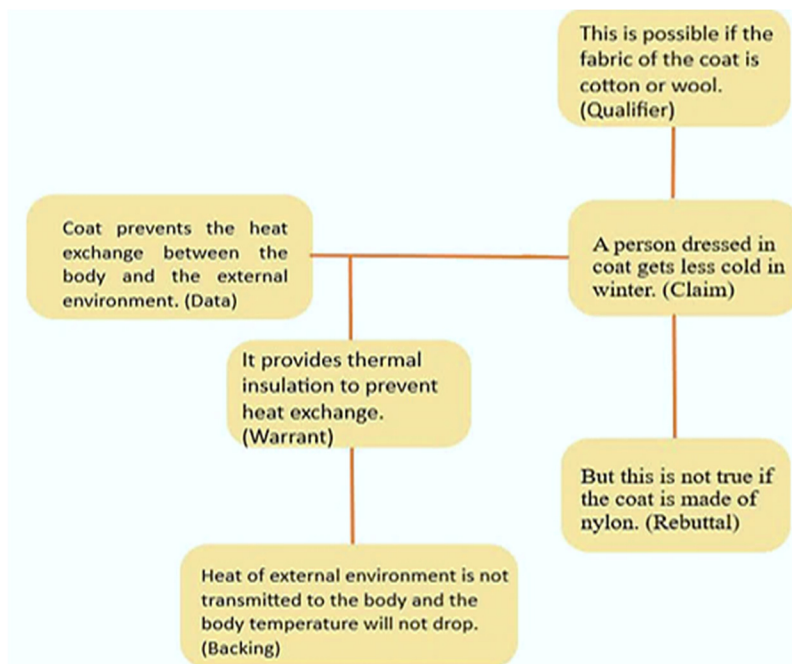 This is possible if the
fabric of the coat is
cotton or wool.
(Qualifier)
Coat prevents the heat
exchange between the
body and the external
environment. (Data)
A person dressed in
coat gets less cold in
winter. (Claim)
It provides thermal
insulation to prevent
heat exchange.
(Warrant)
But this is not true if
the coat is made of
nylon. (Rebuttal)
Heat of external environment is not
transmitted to the body and the
body temperature will not drop.
(Backing)